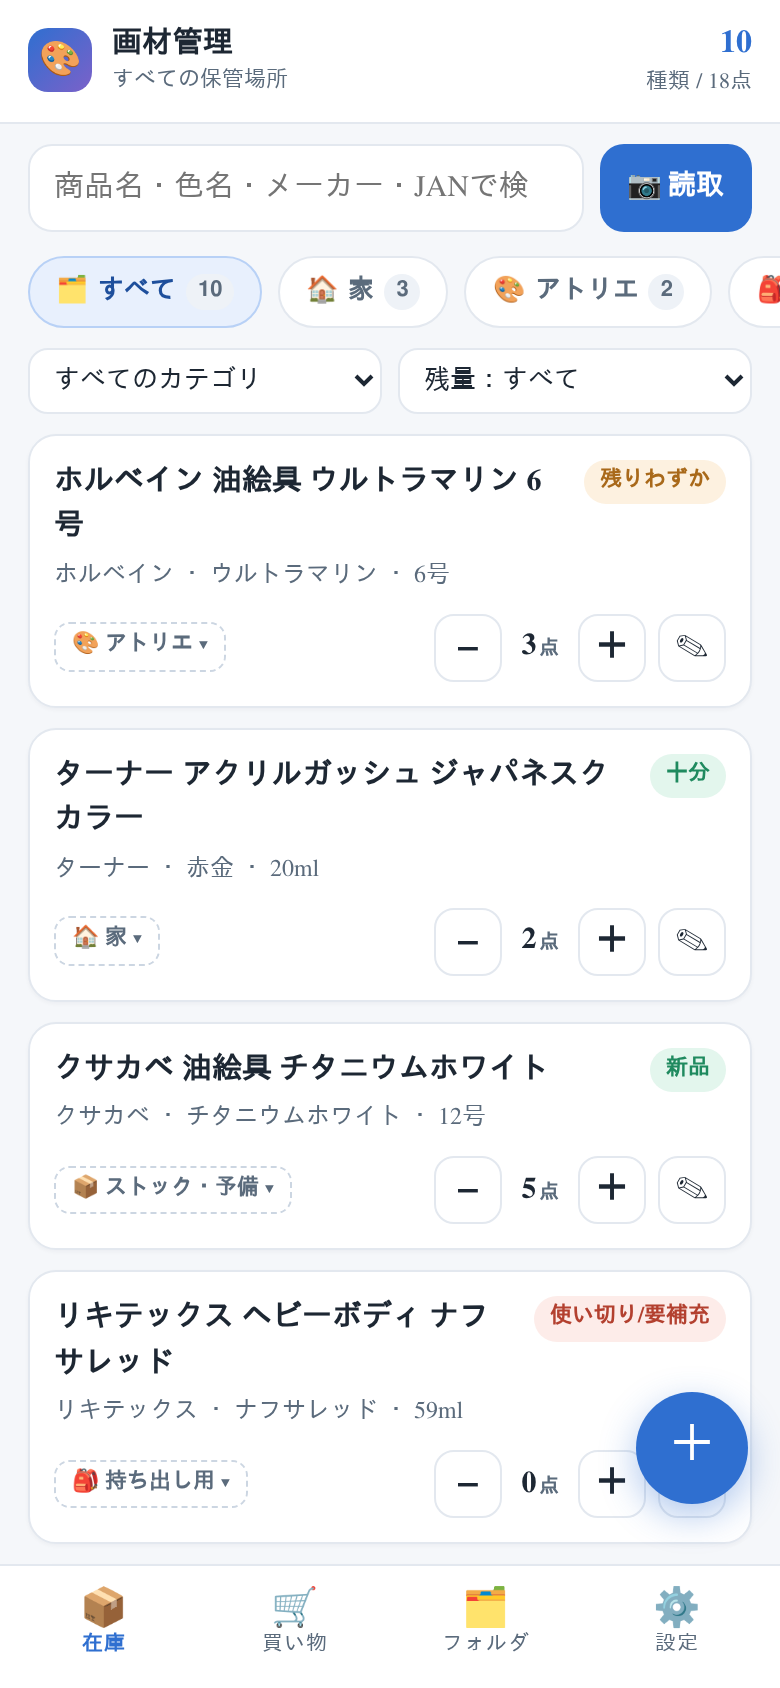 画材管理
すべての保管場所
10
種類 / 18点
商品名・色名・メーカー・JANで検
読取
すべて 10
家 3
アトリエ 2
すべてのカテゴリ
残量：すべて
ホルベイン 油絵具 ウルトラマリン 6
号
残りわずか
ホルベイン ・ ウルトラマリン ・ 6号
アトリエ ▾
− 3点 ＋
ターナー アクリルガッシュ ジャパネスク
カラー
十分
ターナー ・ 赤金 ・ 20ml
家 ▾
− 2点 ＋
クサカベ 油絵具 チタニウムホワイト
新品
クサカベ ・ チタニウムホワイト ・ 12号
ストック・予備 ▾
− 5点 ＋
リキテックス ヘビーボディ ナフ
サレッド
使い切り/要補充
リキテックス ・ ナフサレッド ・ 59ml
持ち出し用 ▾
− 0点 ＋
＋
在庫
買い物
フォルダ
設定